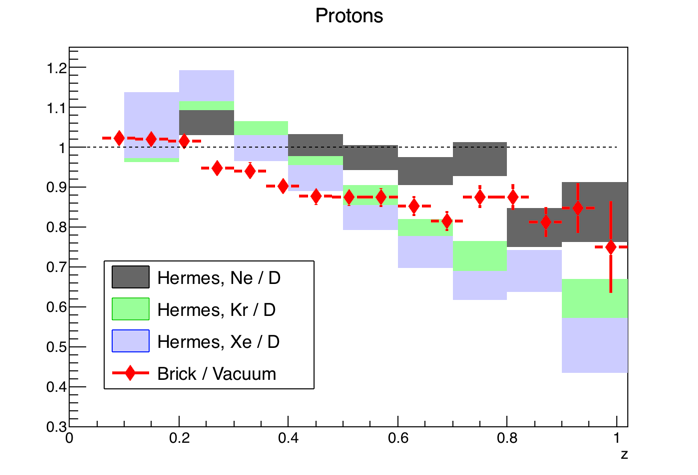 Protons
1.2
1.1
1
0.9
0.8
0.7
0.6
0.5
0.4
0.3
Hermes, Ne / D
Hermes, Kr / D
Hermes, Xe / D
Brick / Vacuum
0 0.2 0.4 0.6 0.8 1
z